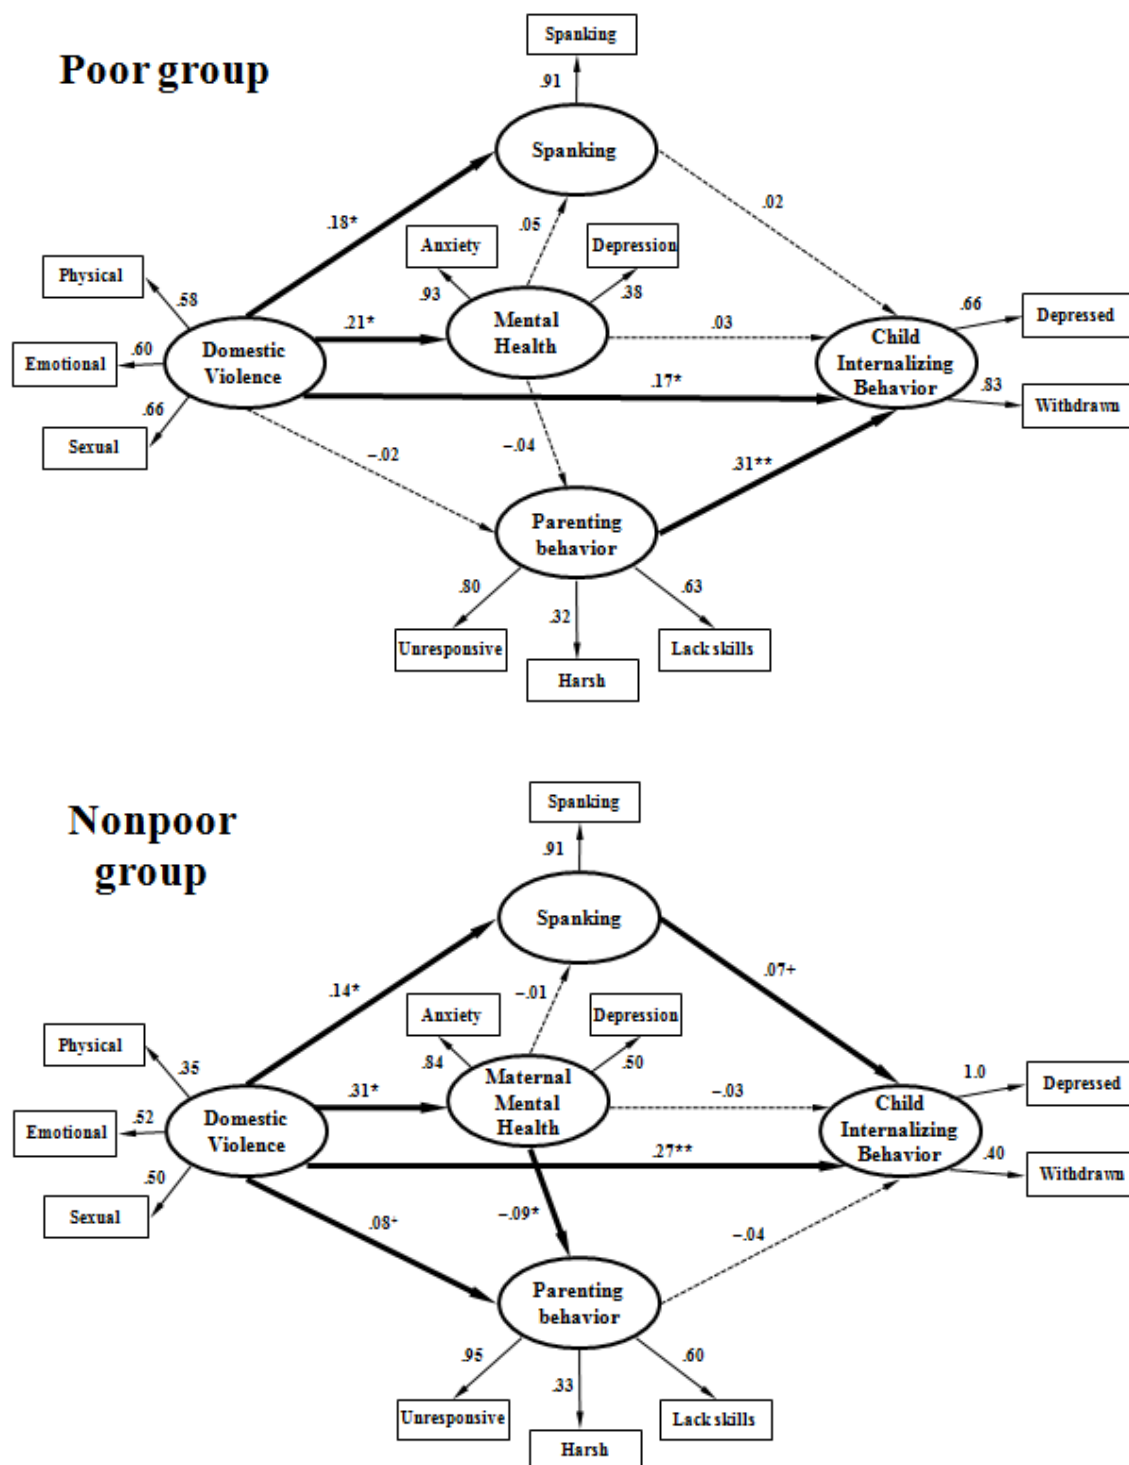 Spanking
Poor group
.91
Spanking
.18*
.05
.02
Anxiety
Depression
Physical
.93
.38
.58
Mental
Health
.66
Depressed
.21*
.03
Emotional
.60
Domestic
Violence
Child
Internalizing
Behavior
.17*
.83
Withdrawn
.66
Sexual
–.02
–.04
.31**
Parenting
behavior
.80
.32
.63
Unresponsive
Lack skills
Harsh
Spanking
Nonpoor
group
.91
Spanking
.14*
–.01
.07+
Anxiety
Depression
Physical
.35
.84
.50
Maternal
Mental
Health
1.0
Depressed
.31*
–.03
Emotional
.52
Domestic
Violence
Child
Internalizing
Behavior
.27**
.40
Withdrawn
.50
Sexual
.08+
–.09*
–.04
Parenting
behavior
.95
.33
.60
Unresponsive
Lack skills
Harsh